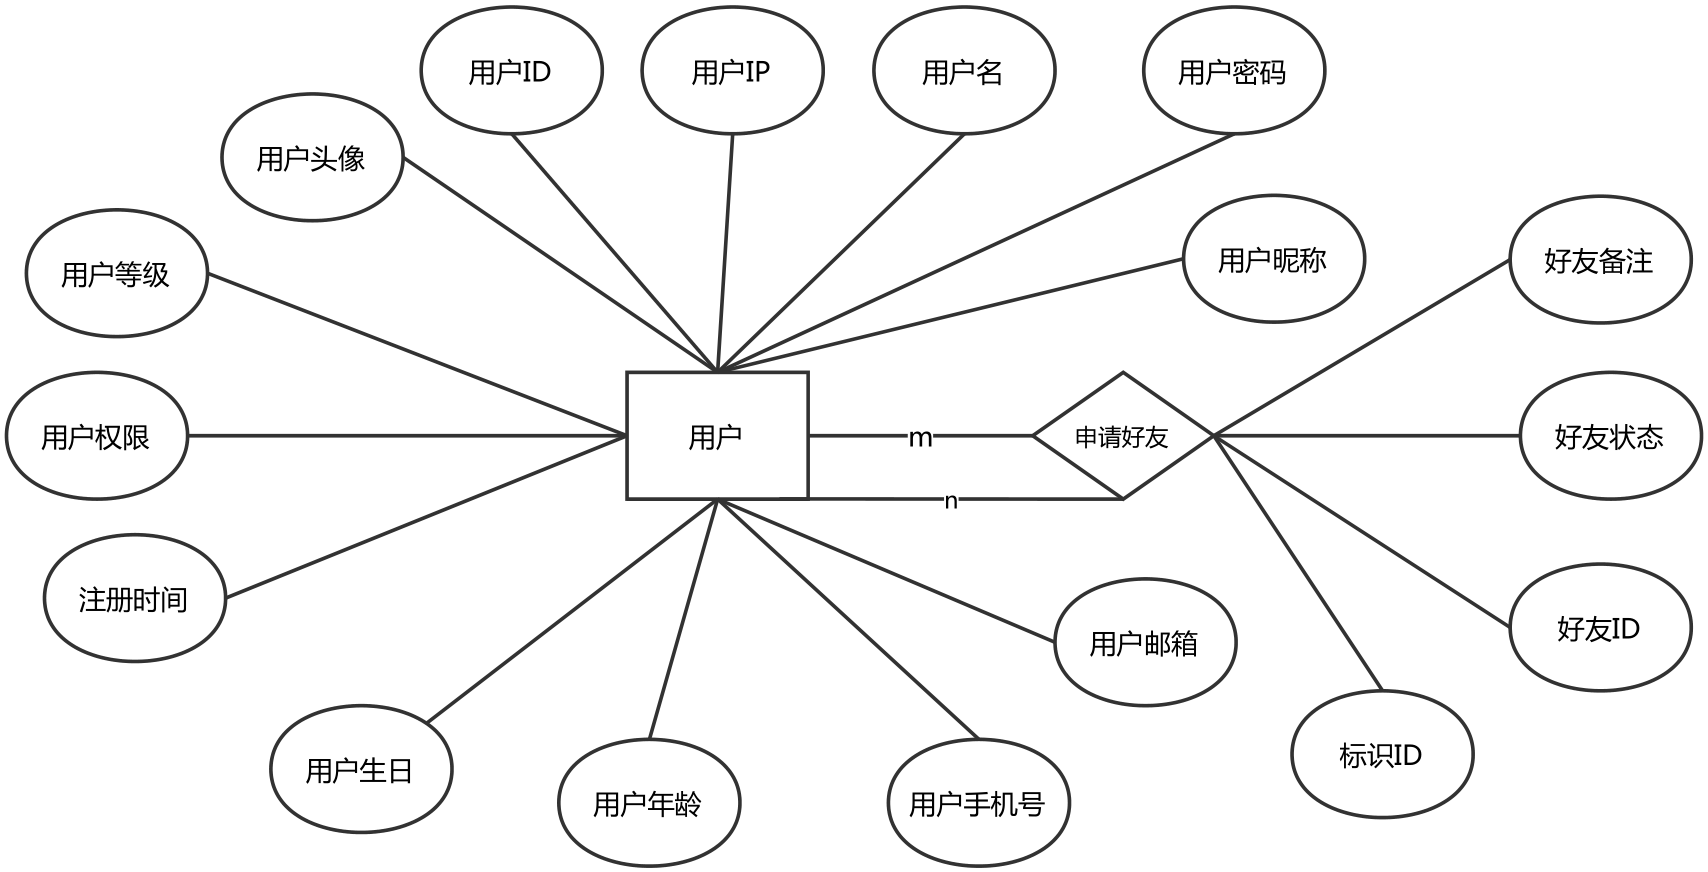 用户ID
用户IP
用户名
用户密码
用户头像
用户昵称
好友备注
用户等级
用户权限
用户
m
申请好友
好友状态
n
注册时间
用户邮箱
好友ID
用户生日
用户年龄
用户手机号
标识ID